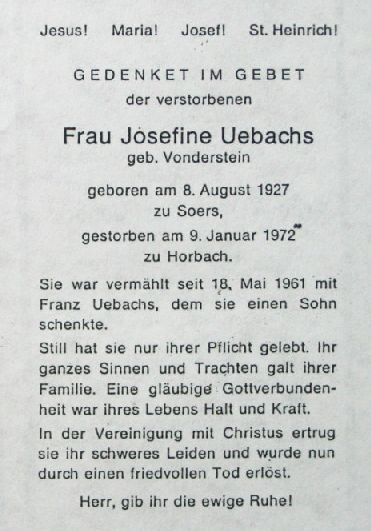 Jesus! Maria! Josef! St. Heinrich!
GEDENKET IM GEBET
der verstorbenen
Frau Josefine Uebachs
geb. Vonderstein
geboren am 8. August 1927
zu Soers,
gestorben am 9. Januar 1972
zu Horbach.
Sie war vermählt seit 18. Mai 1961 mit
Franz Uebachs, dem sie einen Sohn
schenkte.
Still hat sie nur ihrer Pflicht gelebt. Ihr
ganzes Sinnen und Trachten galt ihrer
Familie. Eine gläubige Gottverbunden-
heit war ihres Lebens Halt und Kraft.
In der Vereinigung mit Christus ertrug
sie ihr schweres Leiden und wurde nun
durch einen friedvollen Tod erlöst.
Herr, gib ihr die ewige Ruhe!